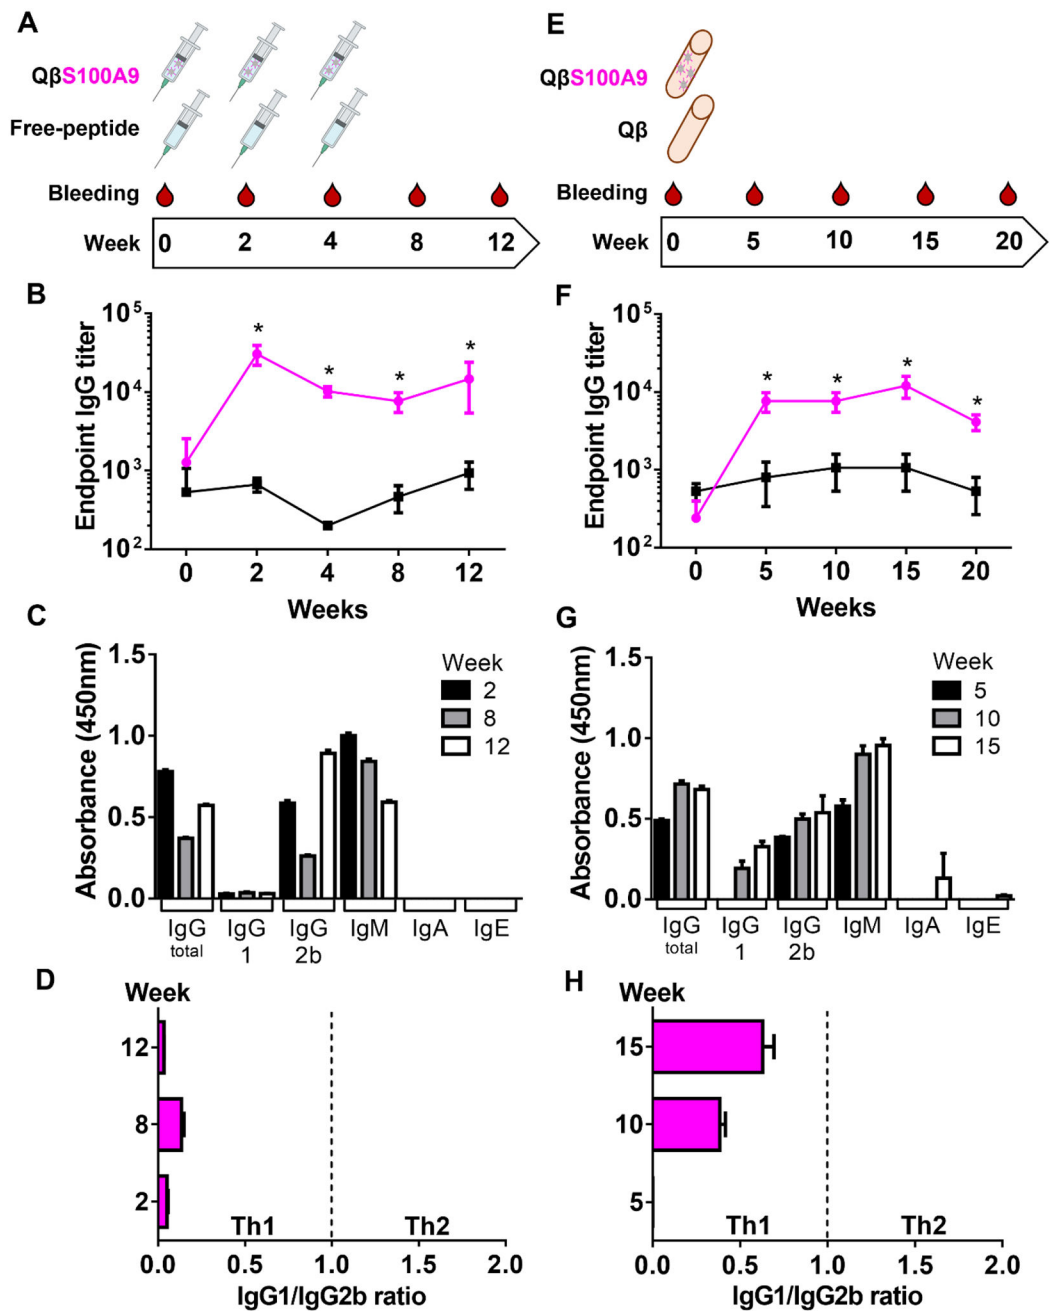 A
QβS100A9
Free-peptide
Bleeding
Week 0 2 4 8 12
E
QβS100A9
Qβ
Bleeding
Week 0 5 10 15 20
B
Endpoint IgG titer
10^5
10^4
10^3
10^2
* * * *
0 2 4 8 12
Weeks
F
Endpoint IgG titer
10^5
10^4
10^3
10^2
* * * *
0 5 10 15 20
Weeks
C
Absorbance (450nm)
1.5
1.0
0.5
0.0
Week
2
8
12
IgG total IgG 1 IgG 2b IgM IgA IgE
G
Absorbance (450nm)
1.5
1.0
0.5
0.0
Week
5
10
15
IgG total IgG 1 IgG 2b IgM IgA IgE
D
Week
12
8
2
Th1 Th2
0.0 0.5 1.0 1.5 2.0
IgG1/IgG2b ratio
H
Week
15
10
5
Th1 Th2
0.0 0.5 1.0 1.5 2.0
IgG1/IgG2b ratio